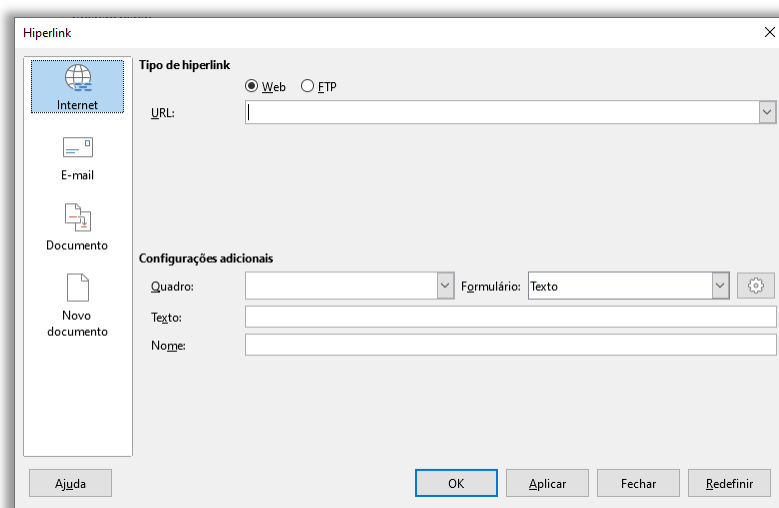 Hiperlink
Internet
E-mail
Documento
Novo
documento
Tipo de hiperlink
Web FTP
URL:
Configurações adicionais
Quadro: Formulário: Texto
Texto:
Nome:
Ajuda OK Aplicar Fechar Redefinir